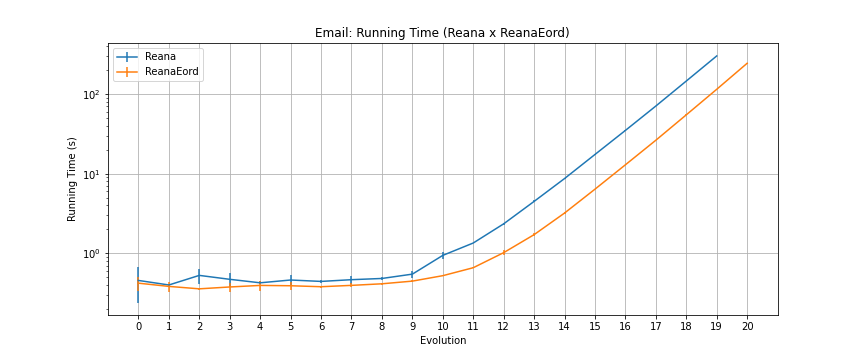 Email: Running Time (Reana x ReanaEord)
Reana
ReanaEord
Running Time (s)
10²
10¹
10⁰
0 1 2 3 4 5 6 7 8 9 10 11 12 13 14 15 16 17 18 19 20
Evolution